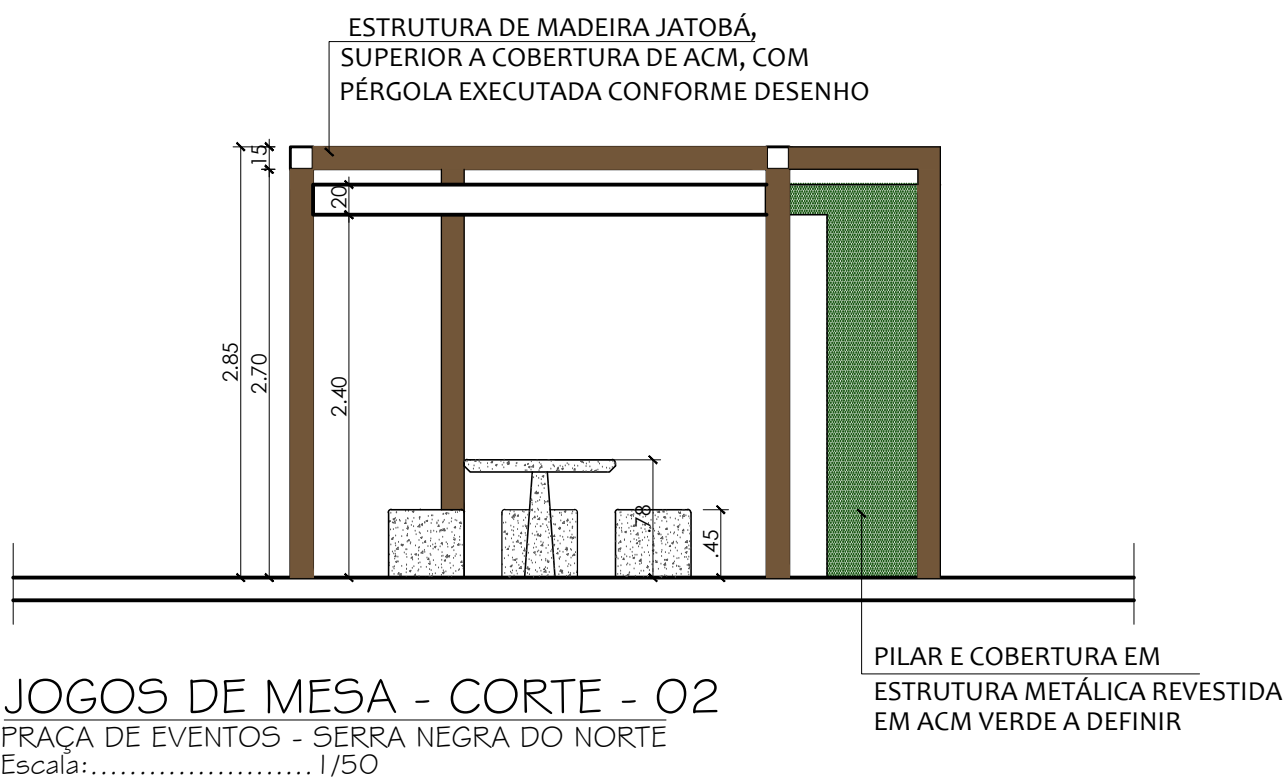 ESTRUTURA DE MADEIRA JATOBÁ,
SUPERIOR A COBERTURA DE ACM, COM
PÉRGOLA EXECUTADA CONFORME DESENHO
15
20
2.85
2.70
2.40
.78
.45
PILAR E COBERTURA EM
ESTRUTURA METÁLICA REVESTIDA
EM ACM VERDE A DEFINIR
JOGOS DE MESA - CORTE - 02
PRAÇA DE EVENTOS - SERRA NEGRA DO NORTE
Escala:....................... 1/50